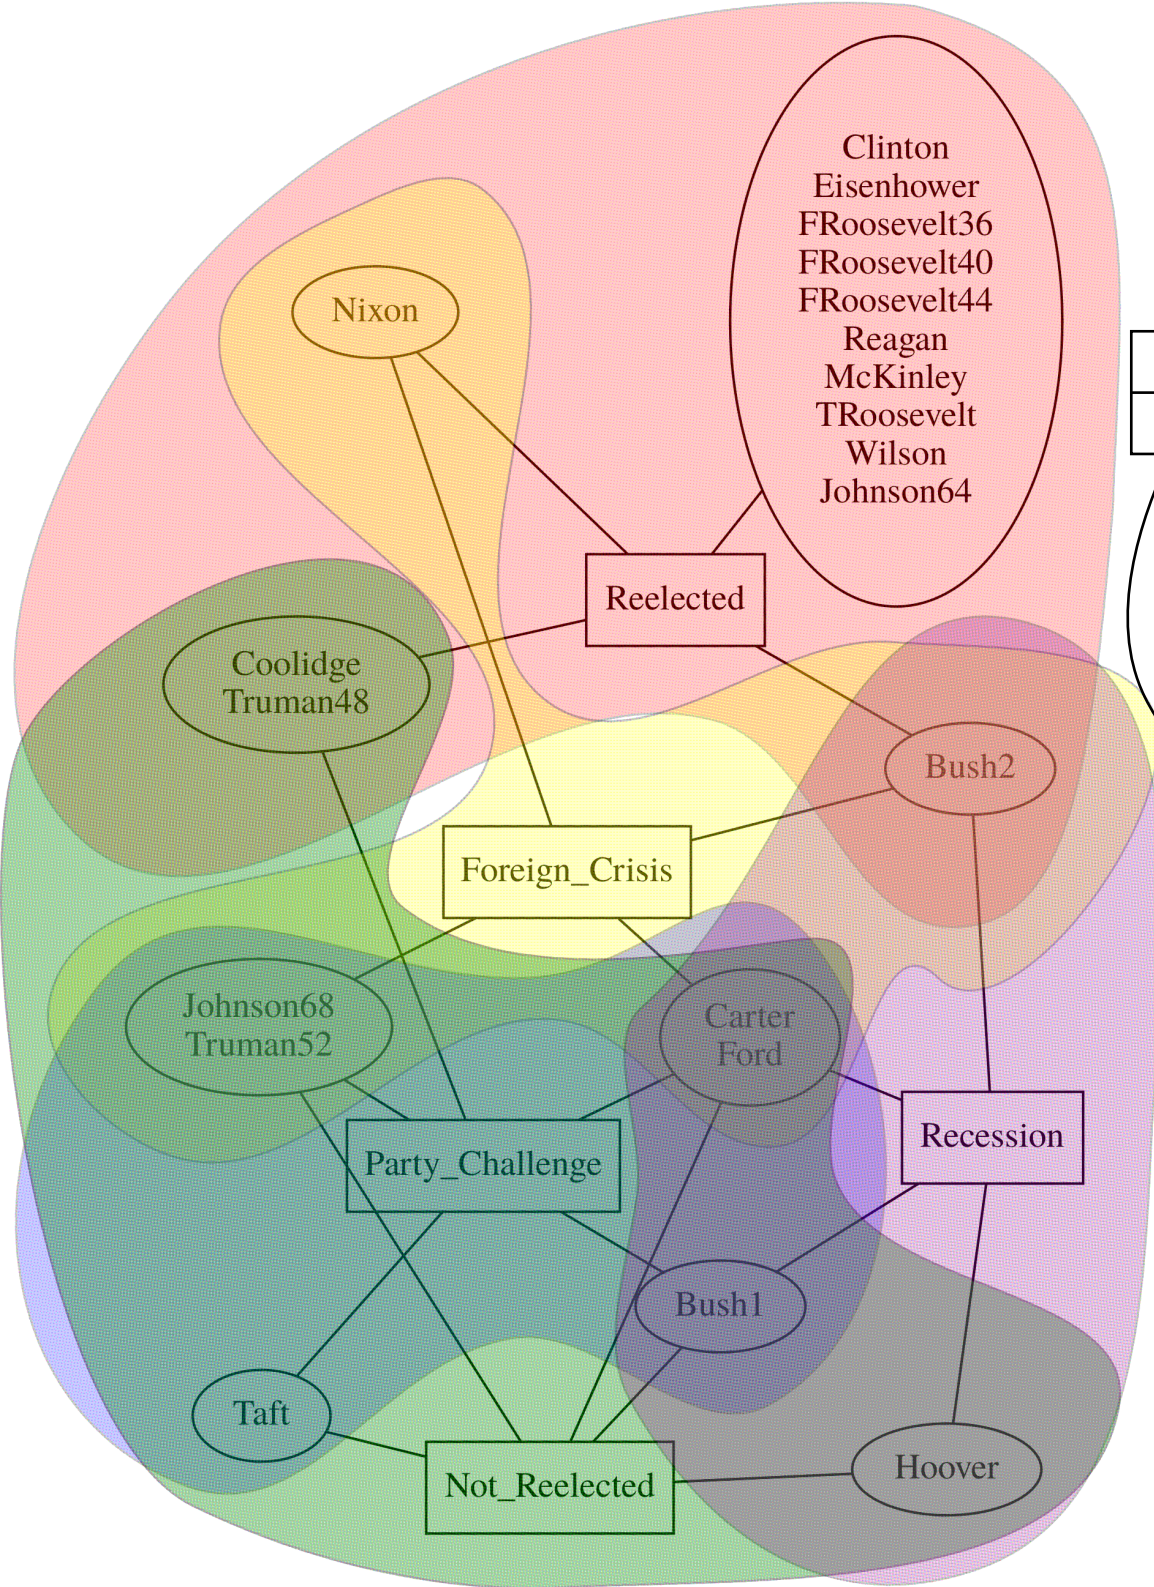 Clinton
Eisenhower
FRoosevelt36
FRoosevelt40
FRoosevelt44
Reagan
McKinley
TRoosevelt
Wilson
Johnson64
Nixon
Reelected
Coolidge
Truman48
Bush2
Foreign_Crisis
Johnson68
Truman52
Carter
Ford
Recession
Party_Challenge
Bush1
Taft
Hoover
Not_Reelected